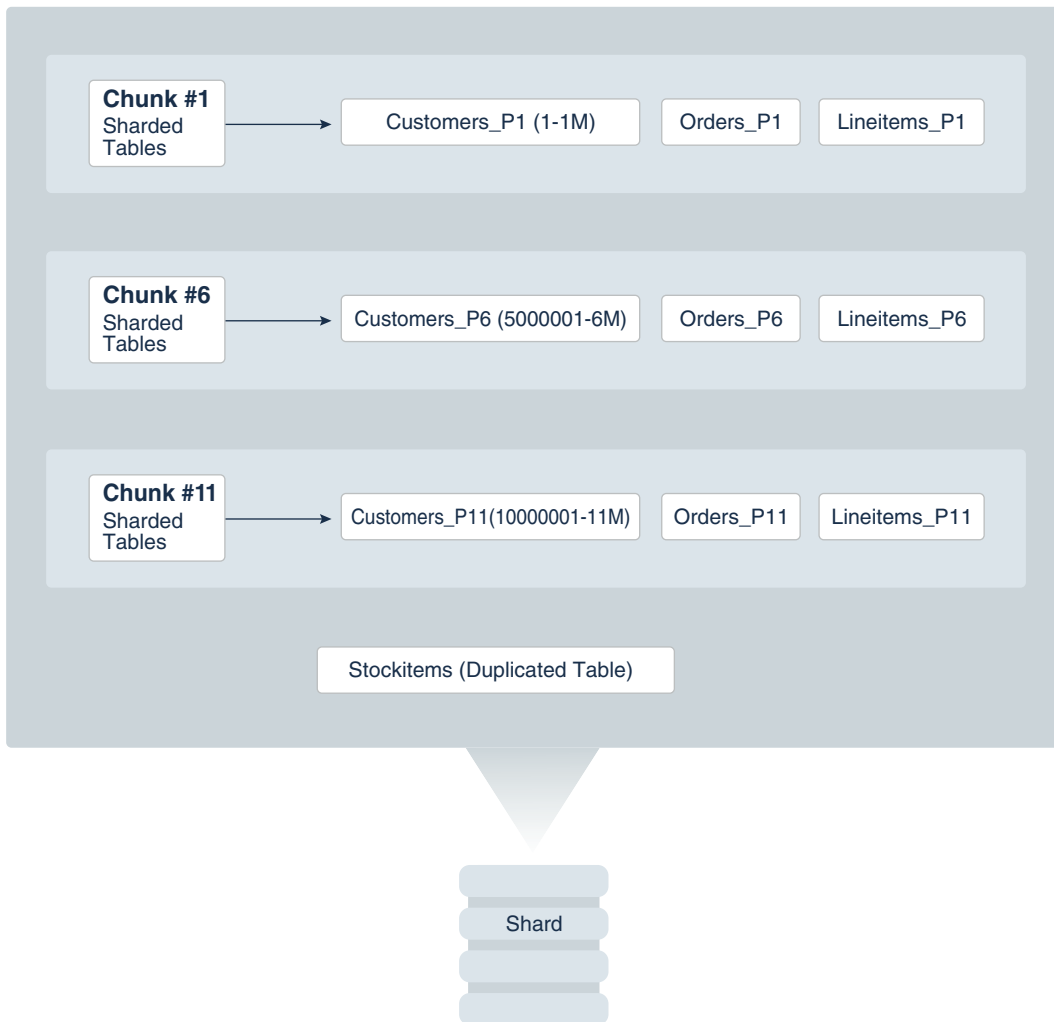 Chunk #1
Sharded
Tables
Customers_P1 (1-1M)
Orders_P1
Lineitems_P1
Chunk #6
Sharded
Tables
Customers_P6 (5000001-6M)
Orders_P6
Lineitems_P6
Chunk #11
Sharded
Tables
Customers_P11(10000001-11M)
Orders_P11
Lineitems_P11
Stockitems (Duplicated Table)
Shard